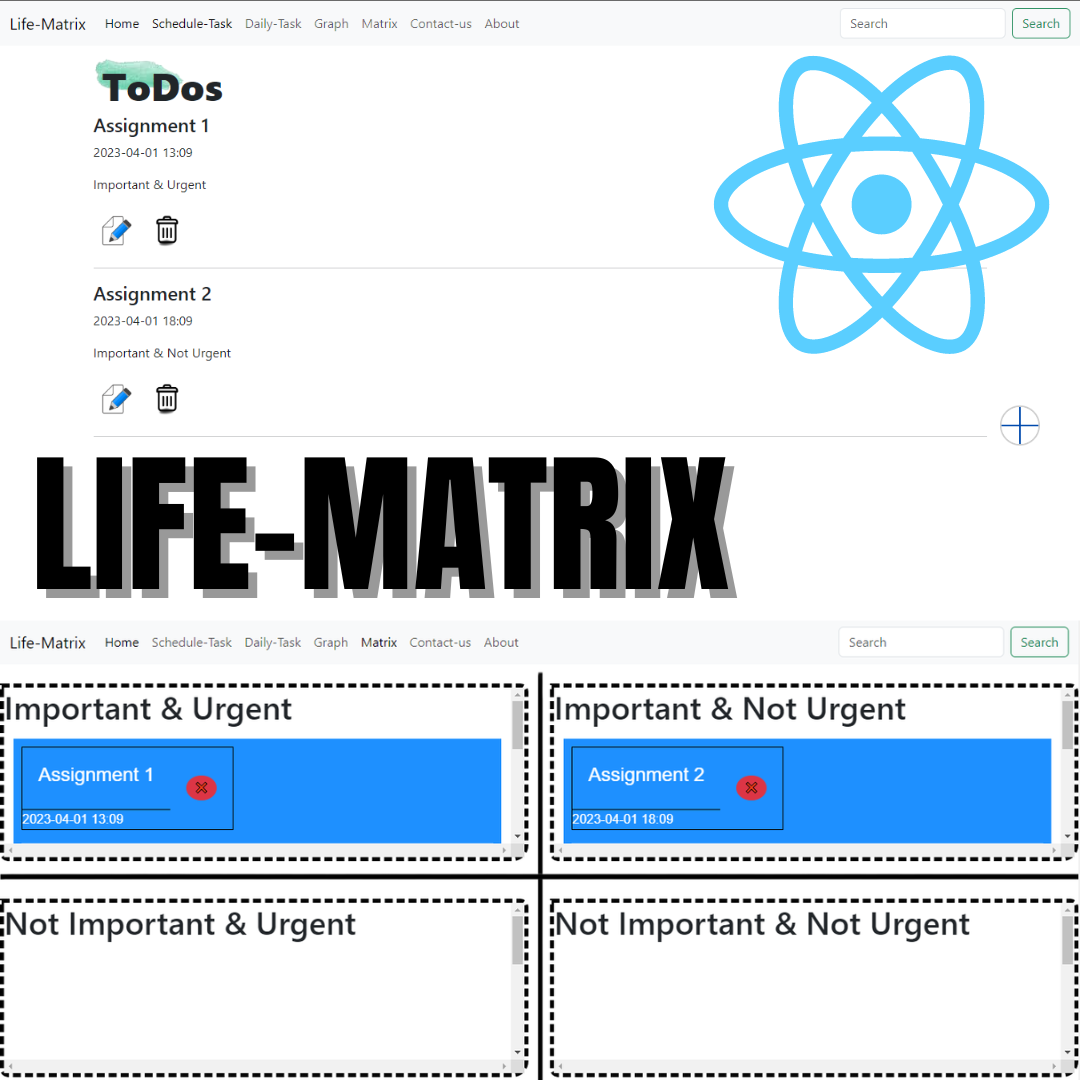 Life-Matrix Home Schedule-Task Daily-Task Graph Matrix Contact-us About Search Search
ToDos
Assignment 1
2023-04-01 13:09
Important & Urgent
Assignment 2
2023-04-01 18:09
Important & Not Urgent
LIFE-MATRIX
Life-Matrix Home Schedule-Task Daily-Task Graph Matrix Contact-us About Search Search
Important & Urgent
Assignment 1
2023-04-01 13:09
Important & Not Urgent
Assignment 2
2023-04-01 18:09
Not Important & Urgent
Not Important & Not Urgent